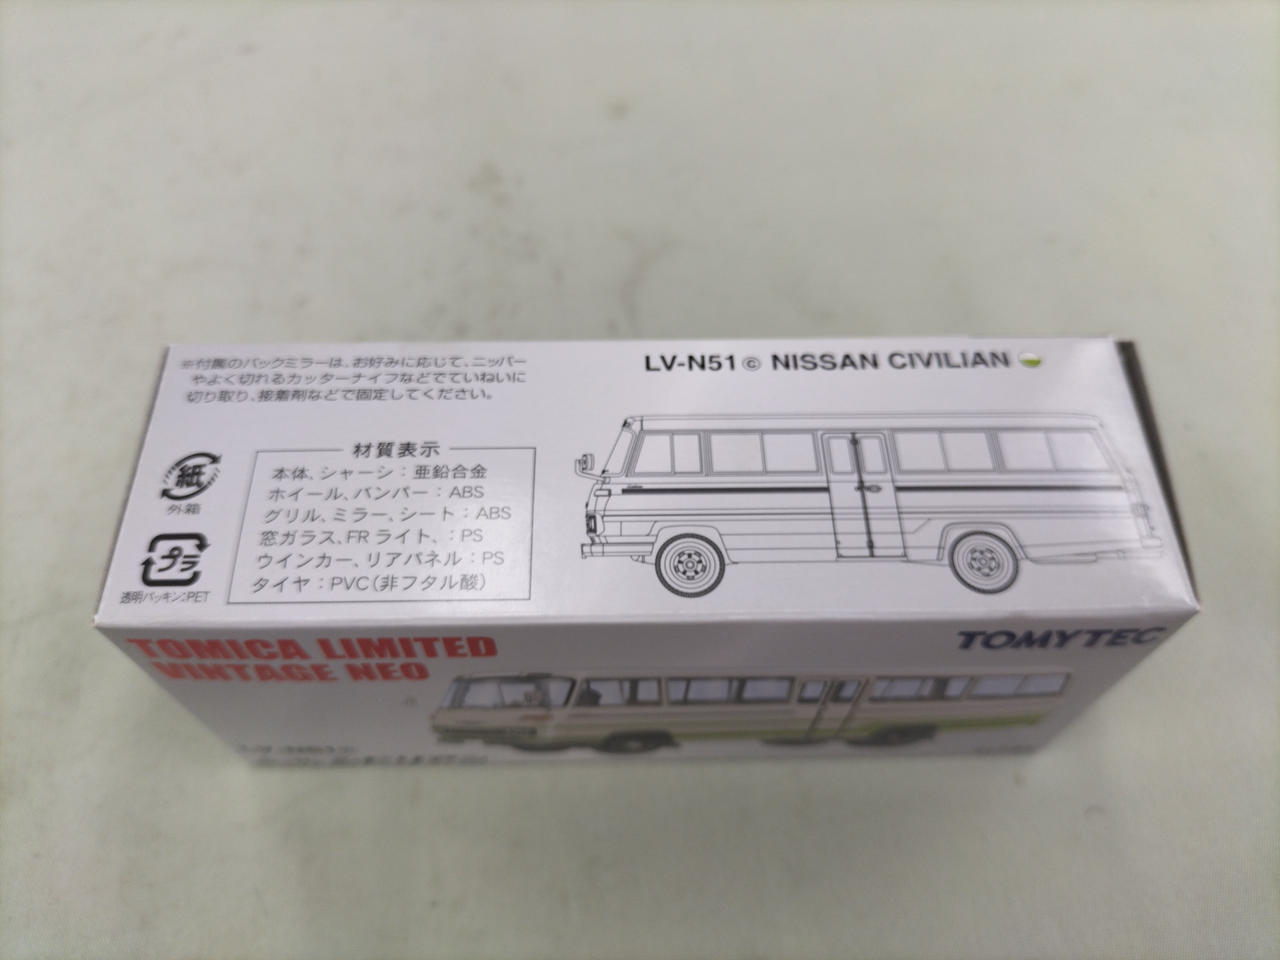 ※付属のバックミラーは、お好みに応じて、ニッパー
やよく切れるカッターナイフなどでていねいに
切り取り、接着剤などで固定してください。
LV-N51 ⓒ NISSAN CIVILIAN
紙
外箱
プラ
透明パッキン:PET
材質表示
本体、シャーシ:亜鉛合金
ホイール、バンパー:ABS
グリル、ミラー、シート:ABS
窓ガラス、FRライト、:PS
ウインカー、リアパネル:PS
タイヤ:PVC(非フタル酸)
TOMICA LIMITED
VINTAGE NEO
TOMYTEC